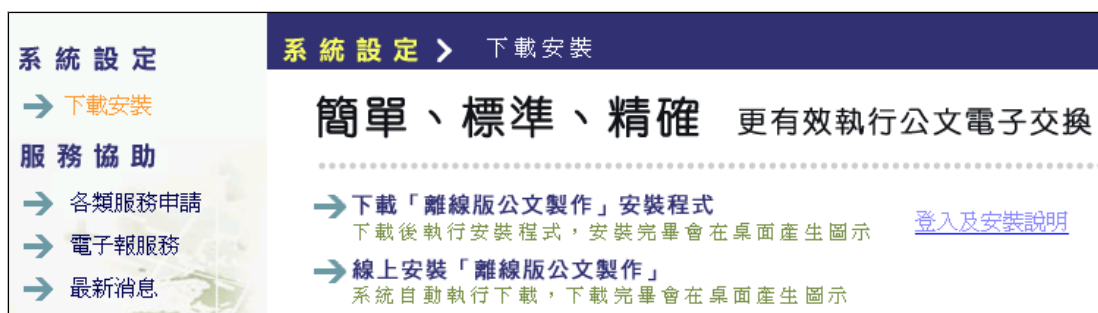 系統設定
下載安裝
服務協助
各類服務申請
電子報服務
最新消息
系統設定 > 下載安裝
簡單、標準、精確 更有效執行公文電子交換
下載「離線版公文製作」安裝程式
下載後執行安裝程式，安裝完畢會在桌面產生圖示
登入及安裝說明
線上安裝「離線版公文製作」
系統自動執行下載，下載完畢會在桌面產生圖示